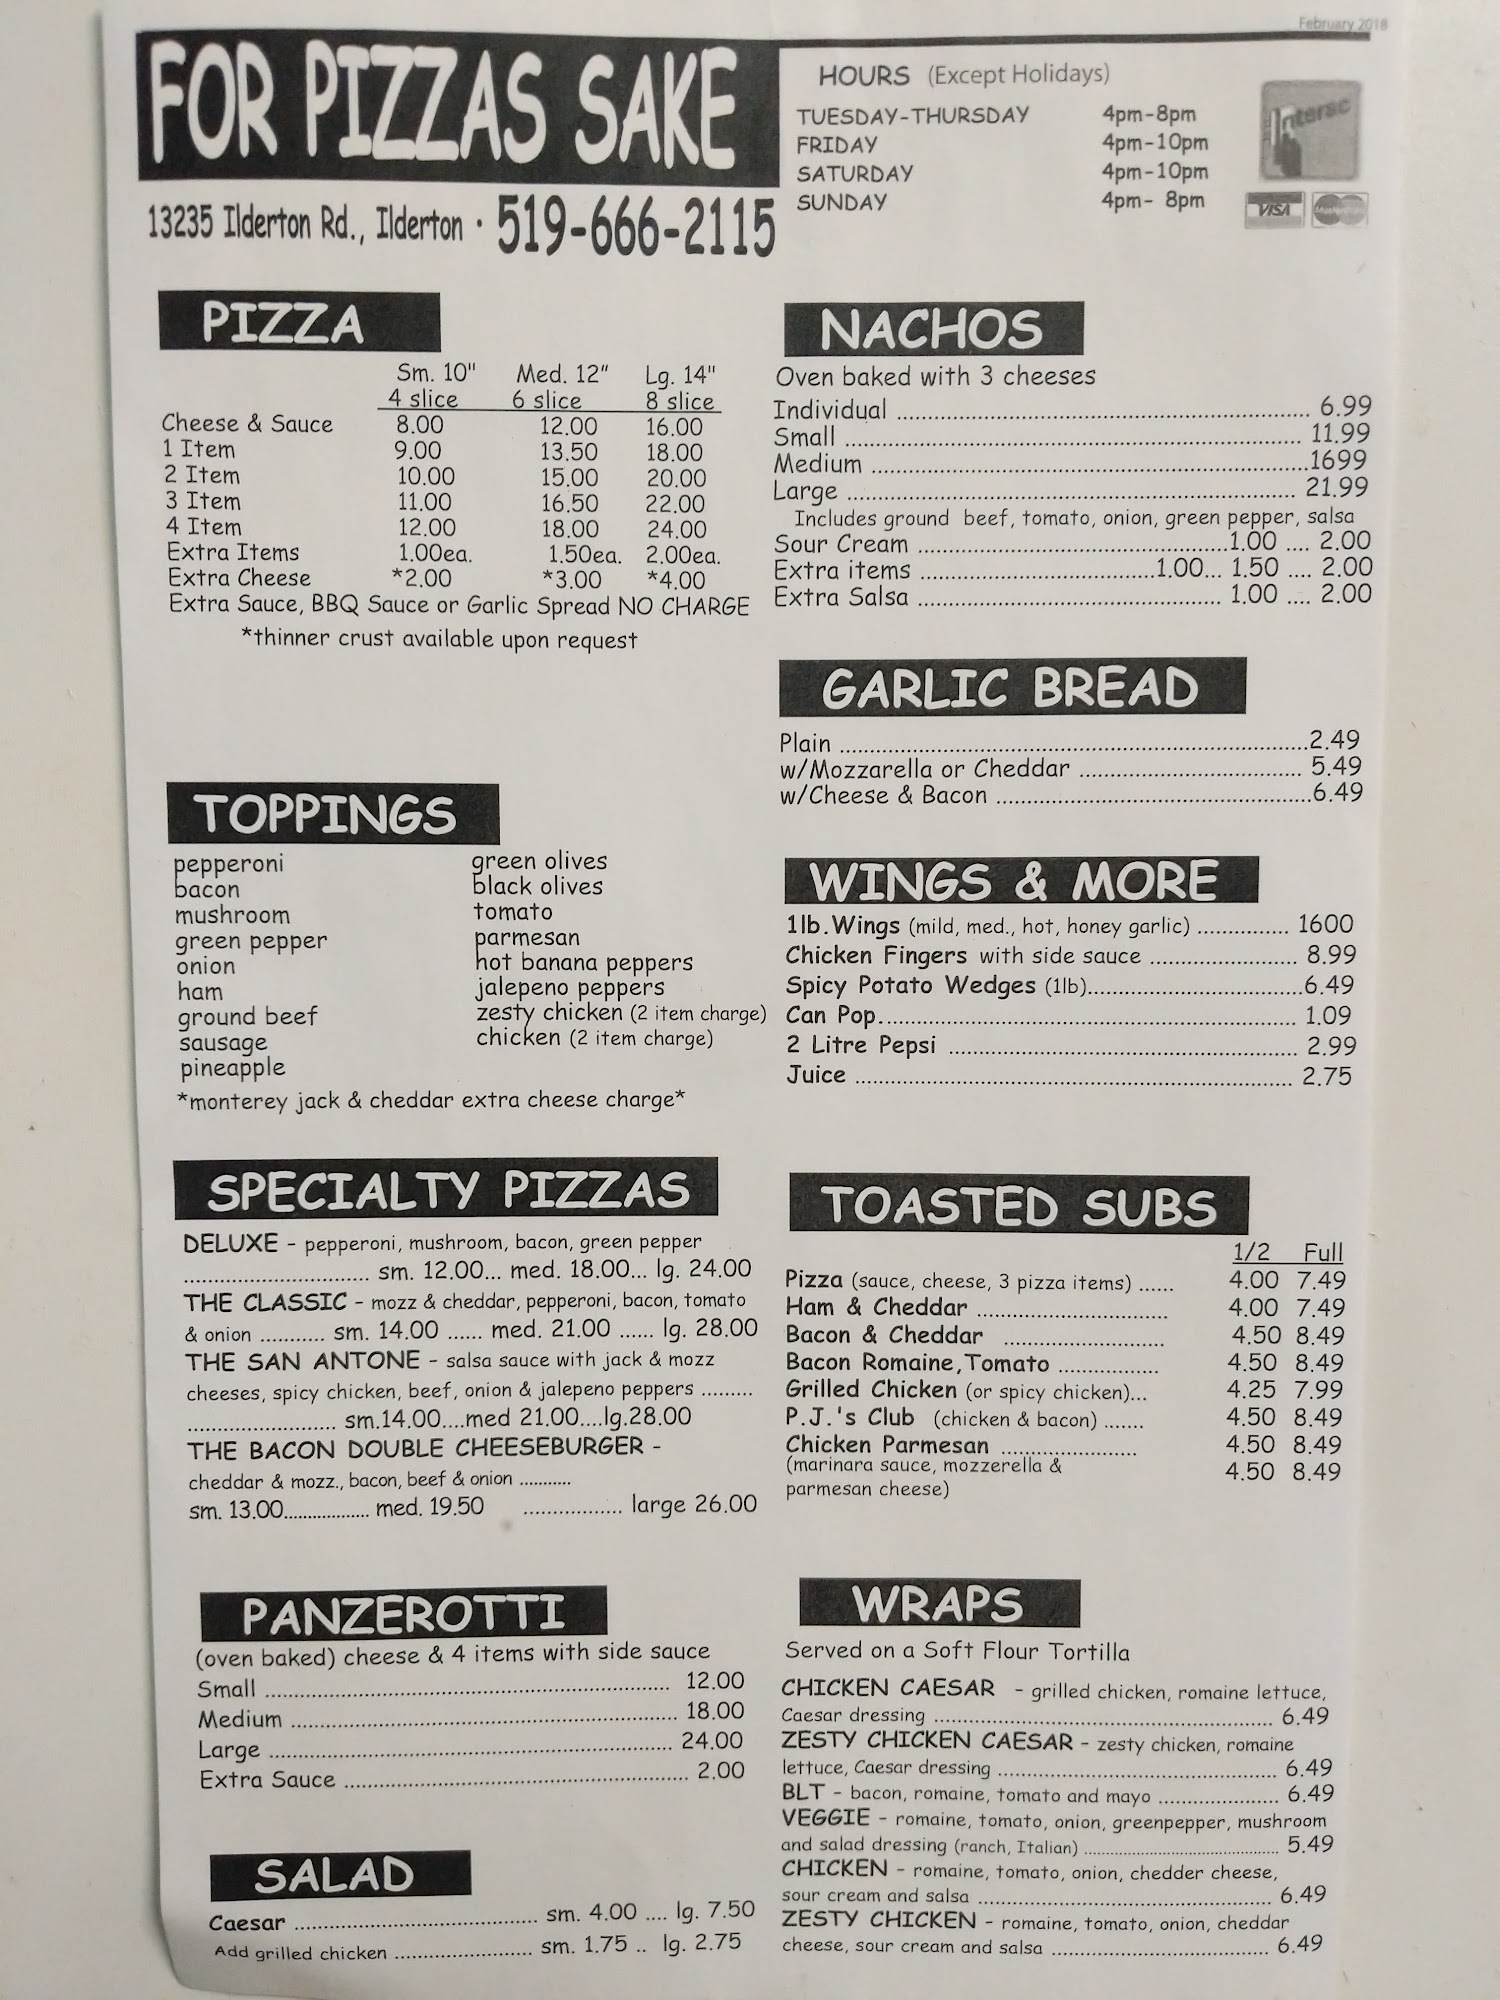 February 2018
FOR PIZZAS SAKE
13235 Ilderton Rd., Ilderton · 519-666-2115
HOURS (Except Holidays)
TUESDAY-THURSDAY 4pm-8pm
FRIDAY 4pm-10pm
SATURDAY 4pm-10pm
SUNDAY 4pm- 8pm
Interac
VISA MasterCard
PIZZA
Sm. 10" Med. 12" Lg. 14"
4 slice 6 slice 8 slice
Cheese & Sauce 8.00 12.00 16.00
1 Item 9.00 13.50 18.00
2 Item 10.00 15.00 20.00
3 Item 11.00 16.50 22.00
4 Item 12.00 18.00 24.00
Extra Items 1.00ea. 1.50ea. 2.00ea.
Extra Cheese *2.00 *3.00 *4.00
Extra Sauce, BBQ Sauce or Garlic Spread NO CHARGE
*thinner crust available upon request
TOPPINGS
pepperoni
bacon
mushroom
green pepper
onion
ham
ground beef
sausage
pineapple
green olives
black olives
tomato
parmesan
hot banana peppers
jalepeno peppers
zesty chicken (2 item charge)
chicken (2 item charge)
*monterey jack & cheddar extra cheese charge*
SPECIALTY PIZZAS
DELUXE - pepperoni, mushroom, bacon, green pepper
............................... sm. 12.00... med. 18.00... lg. 24.00
THE CLASSIC - mozz & cheddar, pepperoni, bacon, tomato
& onion ........... sm. 14.00 ...... med. 21.00 ...... lg. 28.00
THE SAN ANTONE - salsa sauce with jack & mozz
cheeses, spicy chicken, beef, onion & jalepeno peppers .........
......................... sm.14.00....med 21.00....lg.28.00
THE BACON DOUBLE CHEESEBURGER -
cheddar & mozz., bacon, beef & onion ...........
sm. 13.00................... med. 19.50 ................. large 26.00
PANZEROTTI
(oven baked) cheese & 4 items with side sauce
Small ........ 12.00
Medium ........ 18.00
Large ........ 24.00
Extra Sauce ........ 2.00
SALAD
Caesar ........ sm. 4.00 .... lg. 7.50
Add grilled chicken ........ sm. 1.75 .. lg. 2.75
NACHOS
Oven baked with 3 cheeses
Individual ........ 6.99
Small ........ 11.99
Medium ........1699
Large ........ 21.99
Includes ground beef, tomato, onion, green pepper, salsa
Sour Cream ........1.00 .... 2.00
Extra items ........1.00... 1.50 .... 2.00
Extra Salsa ........ 1.00 .... 2.00
GARLIC BREAD
Plain ........2.49
w/Mozzarella or Cheddar ........ 5.49
w/Cheese & Bacon ........6.49
WINGS & MORE
1lb.Wings (mild, med., hot, honey garlic) ........ 1600
Chicken Fingers with side sauce ........ 8.99
Spicy Potato Wedges (1lb)........6.49
Can Pop........ 1.09
2 Litre Pepsi ........ 2.99
Juice ........ 2.75
TOASTED SUBS
1/2 Full
Pizza (sauce, cheese, 3 pizza items) ...... 4.00 7.49
Ham & Cheddar ........ 4.00 7.49
Bacon & Cheddar ........ 4.50 8.49
Bacon Romaine,Tomato ........ 4.50 8.49
Grilled Chicken (or spicy chicken)... 4.25 7.99
P.J.'s Club (chicken & bacon) ....... 4.50 8.49
Chicken Parmesan ........ 4.50 8.49
(marinara sauce, mozzerella & 4.50 8.49
parmesan cheese)
WRAPS
Served on a Soft Flour Tortilla
CHICKEN CAESAR - grilled chicken, romaine lettuce,
Caesar dressing ........ 6.49
ZESTY CHICKEN CAESAR - zesty chicken, romaine
lettuce, Caesar dressing ........ 6.49
BLT - bacon, romaine, tomato and mayo ........ 6.49
VEGGIE - romaine, tomato, onion, greenpepper, mushroom
and salad dressing (ranch, Italian) ........ 5.49
CHICKEN - romaine, tomato, onion, chedder cheese,
sour cream and salsa ........ 6.49
ZESTY CHICKEN - romaine, tomato, onion, cheddar
cheese, sour cream and salsa ........ 6.49